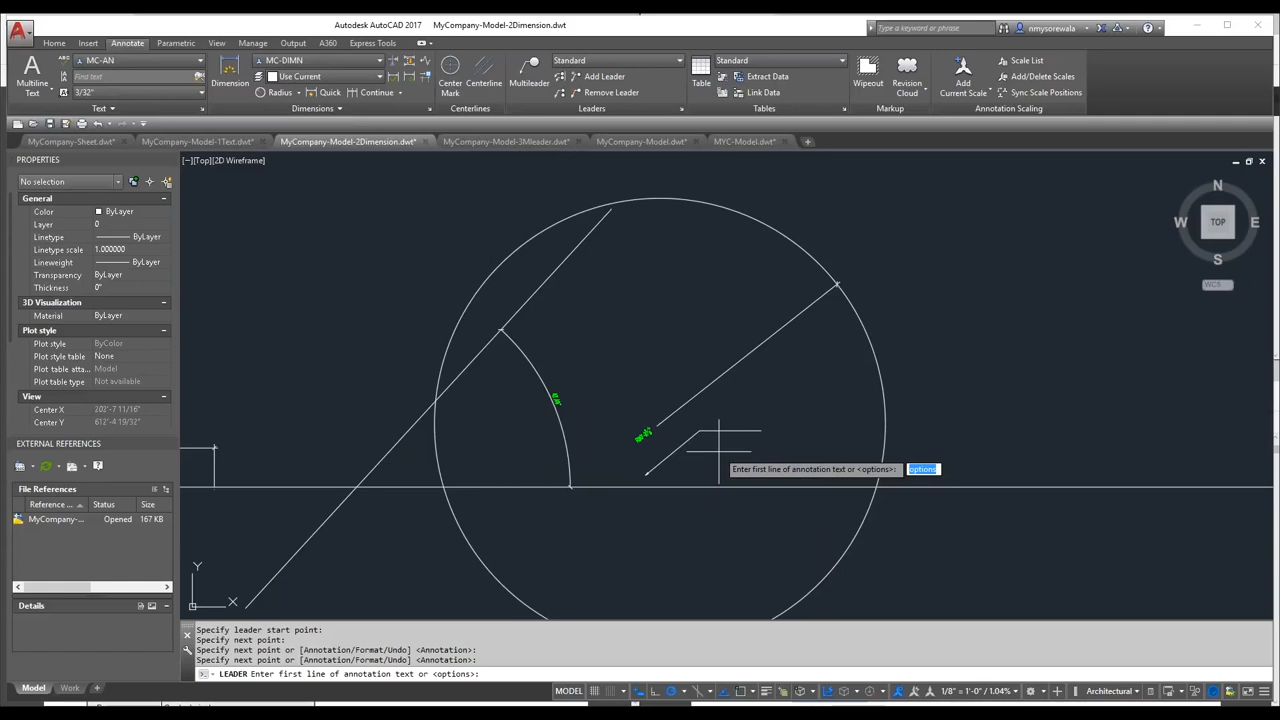 Autodesk AutoCAD 2017 MyCompany-Model-2Dimension.dwt
Type a keyword or phrase
nmysorewala
Home Insert Annotate Parametric View Manage Output A360 Express Tools
A ABC MC-AN
Find text
3/32"
Multiline Text
Text
MC-DIMN
Use Current
Dimension
Radius Quick Continue
Dimensions
Center Mark Centerline
Centerlines
Multileader
Standard
Add Leader
Remove Leader
Leaders
Table
Standard
Extract Data
Link Data
Tables
Wipeout Revision Cloud
Markup
Add Current Scale
Scale List
Add/Delete Scales
Sync Scale Positions
Annotation Scaling
MyCompany-Sheet.dwt* MyCompany-Model-1Text.dwt* MyCompany-Model-2Dimension.dwt* MyCompany-Model-3Mleader.dwt* MyCompany-Model.dwt* MYC-Model.dwt*
PROPERTIES
No selection
General
Color ByLayer
Layer 0
Linetype ByLayer
Linetype scale 1.000000
Lineweight ByLayer
Transparency ByLayer
Thickness 0"
3D Visualization
Material ByLayer
Plot style
Plot style ByColor
Plot style table None
Plot table atta... Model
Plot table type Not available
View
Center X 202'-7 11/16"
Center Y 612'-4 19/32"
EXTERNAL REFERENCES
File References
Reference ... Status Size
MyCompany-... Opened 167 KB
Details
[−][Top][2D Wireframe]
N
W TOP E
S
WCS
Enter first line of annotation text or <options>: options
Y
X
Specify leader start point:
Specify next point:
Specify next point or [Annotation/Format/Undo] <Annotation>:
Specify next point or [Annotation/Format/Undo] <Annotation>:
LEADER Enter first line of annotation text or <options>:
Model Work +
MODEL 1/8" = 1'-0" / 1.04% Architectural